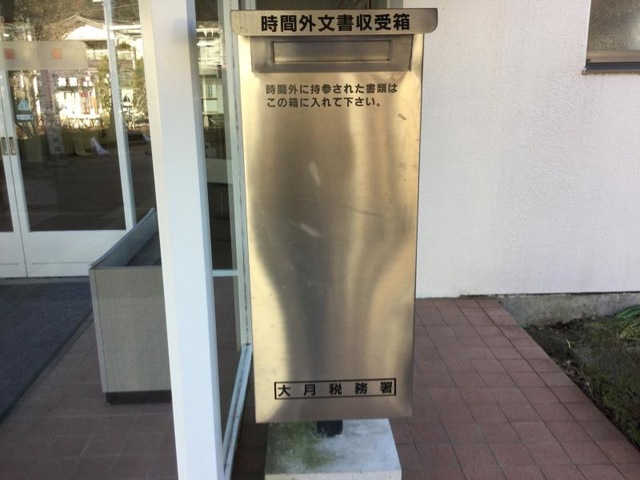 時間外文書収受箱
時間外に持参された書類は
この箱に入れて下さい。
大月税務署